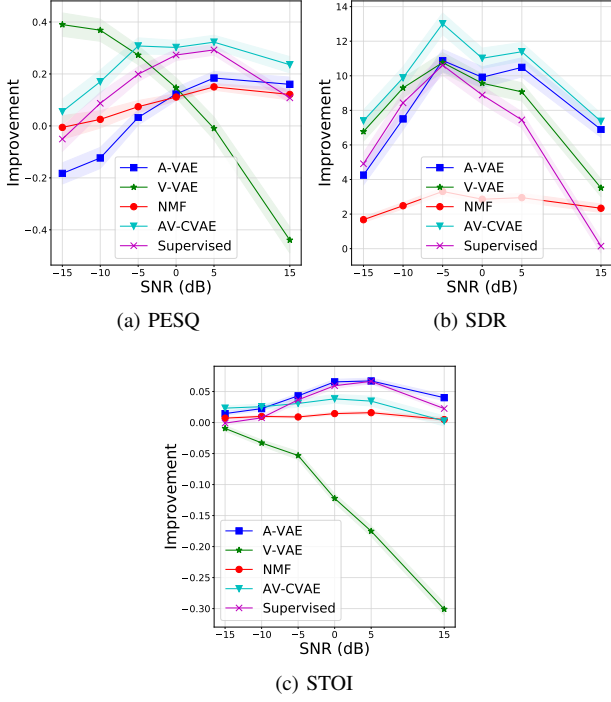 0.4
0.2
0.0
−0.2
−0.4
Improvement
A-VAE
V-VAE
NMF
AV-CVAE
Supervised
−15 −10 −5 0 5 15
SNR (dB)
(a) PESQ
14
12
10
8
6
4
2
0
Improvement
A-VAE
V-VAE
NMF
AV-CVAE
Supervised
−15 −10 −5 0 5 15
SNR (dB)
(b) SDR
0.05
0.00
−0.05
−0.10
−0.15
−0.20
−0.25
−0.30
Improvement
A-VAE
V-VAE
NMF
AV-CVAE
Supervised
−15 −10 −5 0 5 15
SNR (dB)
(c) STOI